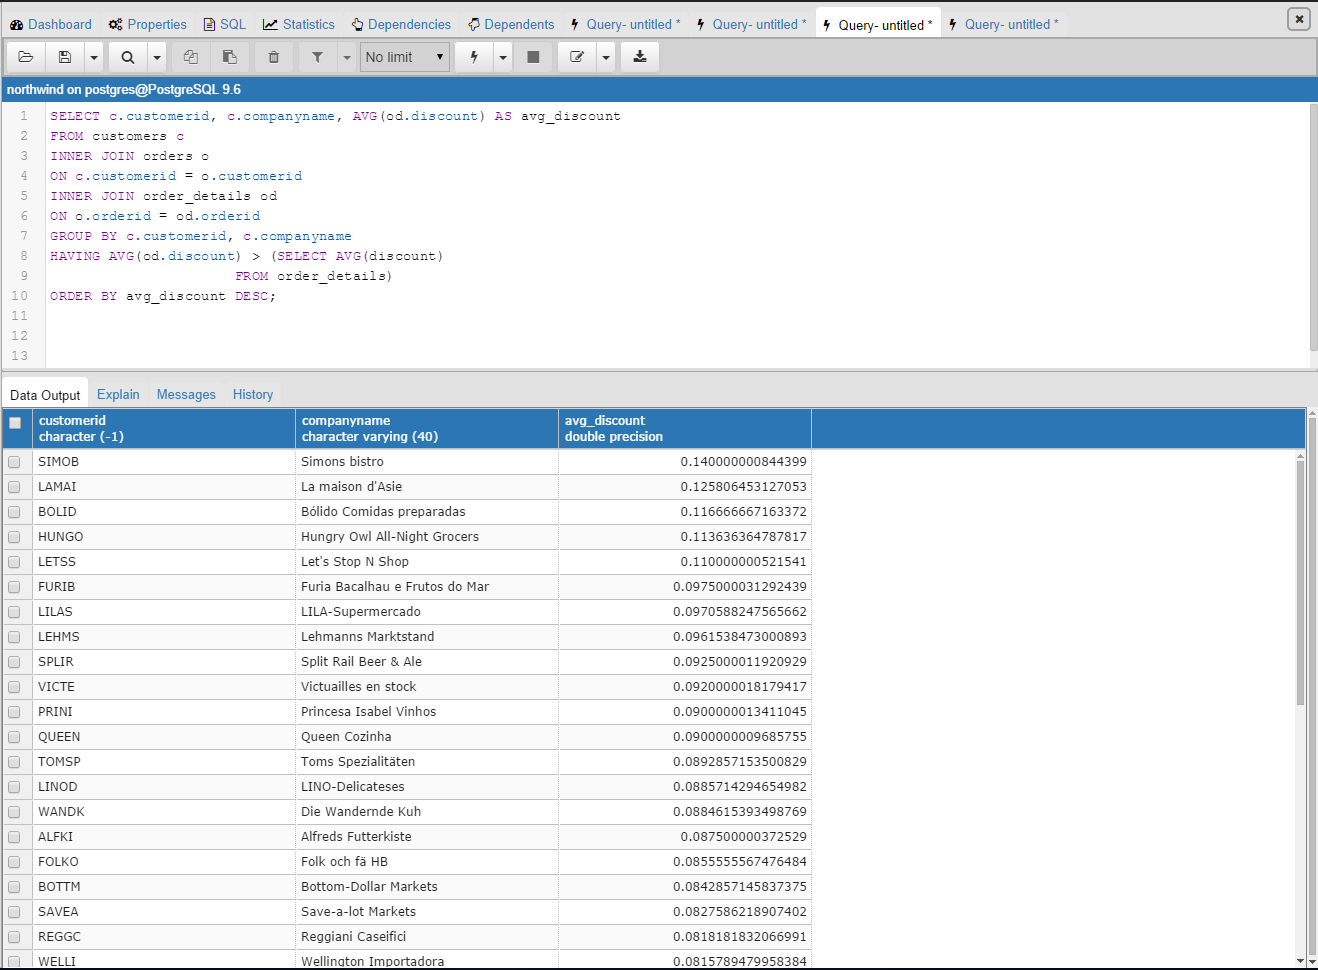 Dashboard Properties SQL Statistics Dependencies Dependents Query- untitled * Query- untitled * Query- untitled * Query- untitled *
No limit
northwind on postgres@PostgreSQL 9.6
1 SELECT c.customerid, c.companyname, AVG(od.discount) AS avg_discount
2 FROM customers c
3 INNER JOIN orders o
4 ON c.customerid = o.customerid
5 INNER JOIN order_details od
6 ON o.orderid = od.orderid
7 GROUP BY c.customerid, c.companyname
8 HAVING AVG(od.discount) > (SELECT AVG(discount)
9 FROM order_details)
10 ORDER BY avg_discount DESC;
11
12
13
Data Output Explain Messages History
customerid companyname avg_discount
character (-1) character varying (40) double precision
SIMOB Simons bistro 0.140000000844399
LAMAI La maison d'Asie 0.125806453127053
BOLID Bólido Comidas preparadas 0.116666667163372
HUNGO Hungry Owl All-Night Grocers 0.113636364787817
LETSS Let's Stop N Shop 0.110000000521541
FURIB Furia Bacalhau e Frutos do Mar 0.0975000031292439
LILAS LILA-Supermercado 0.0970588247565662
LEHMS Lehmanns Marktstand 0.0961538473000893
SPLIR Split Rail Beer & Ale 0.0925000011920929
VICTE Victuailles en stock 0.0920000018179417
PRINI Princesa Isabel Vinhos 0.0900000013411045
QUEEN Queen Cozinha 0.0900000009685755
TOMSP Toms Spezialitäten 0.0892857153500829
LINOD LINO-Delicateses 0.0885714294654982
WANDK Die Wandernde Kuh 0.0884615393498769
ALFKI Alfreds Futterkiste 0.087500000372529
FOLKO Folk och fä HB 0.0855555567476484
BOTTM Bottom-Dollar Markets 0.0842857145837375
SAVEA Save-a-lot Markets 0.0827586218907402
REGGC Reggiani Caseifici 0.0818181832066991
WELLI Wellington Importadora 0.0815789479958384